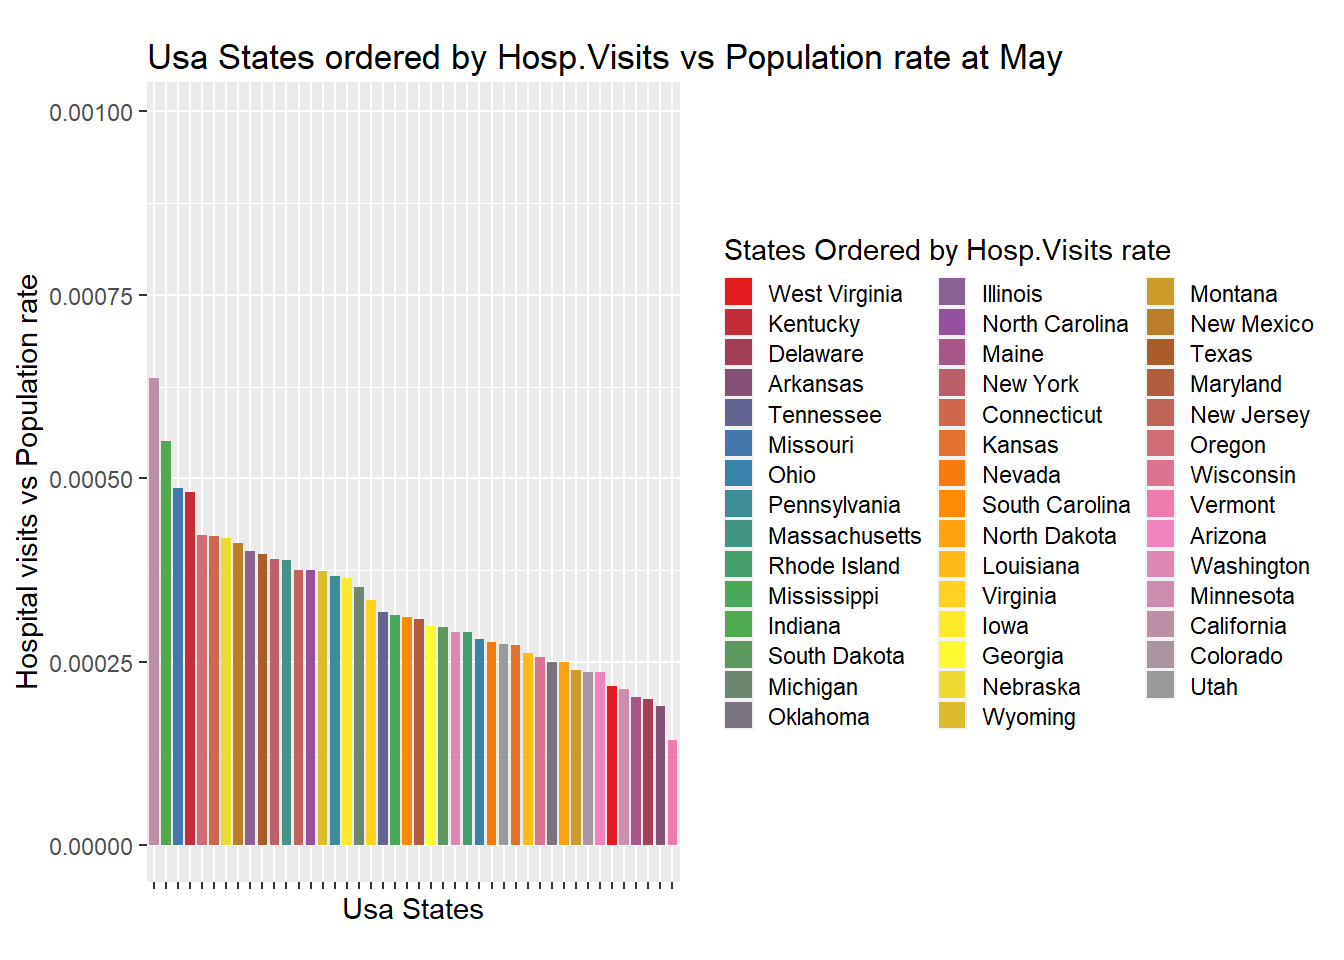 Usa States ordered by Hosp.Visits vs Population rate at May
Hospital visits vs Population rate
0.00100
0.00075
0.00050
0.00025
0.00000
Usa States
States Ordered by Hosp.Visits rate
West Virginia
Kentucky
Delaware
Arkansas
Tennessee
Missouri
Ohio
Pennsylvania
Massachusetts
Rhode Island
Mississippi
Indiana
South Dakota
Michigan
Oklahoma
Illinois
North Carolina
Maine
New York
Connecticut
Kansas
Nevada
South Carolina
North Dakota
Louisiana
Virginia
Iowa
Georgia
Nebraska
Wyoming
Montana
New Mexico
Texas
Maryland
New Jersey
Oregon
Wisconsin
Vermont
Arizona
Washington
Minnesota
California
Colorado
Utah